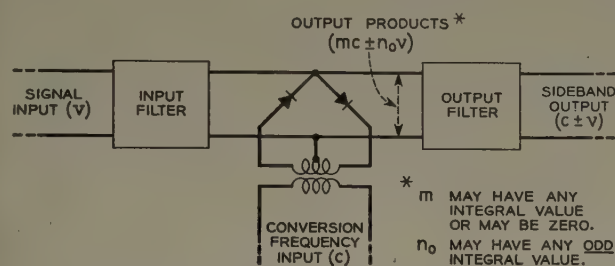 OUTPUT PRODUCTS *
(mc ± n₀v)
SIGNAL
INPUT (V)
INPUT
FILTER
OUTPUT
FILTER
SIDEBAND
OUTPUT
(c ± v)
CONVERSION
FREQUENCY
INPUT (C)
* m MAY HAVE ANY
INTEGRAL VALUE
OR MAY BE ZERO.
n₀ MAY HAVE ANY ODD
INTEGRAL VALUE.